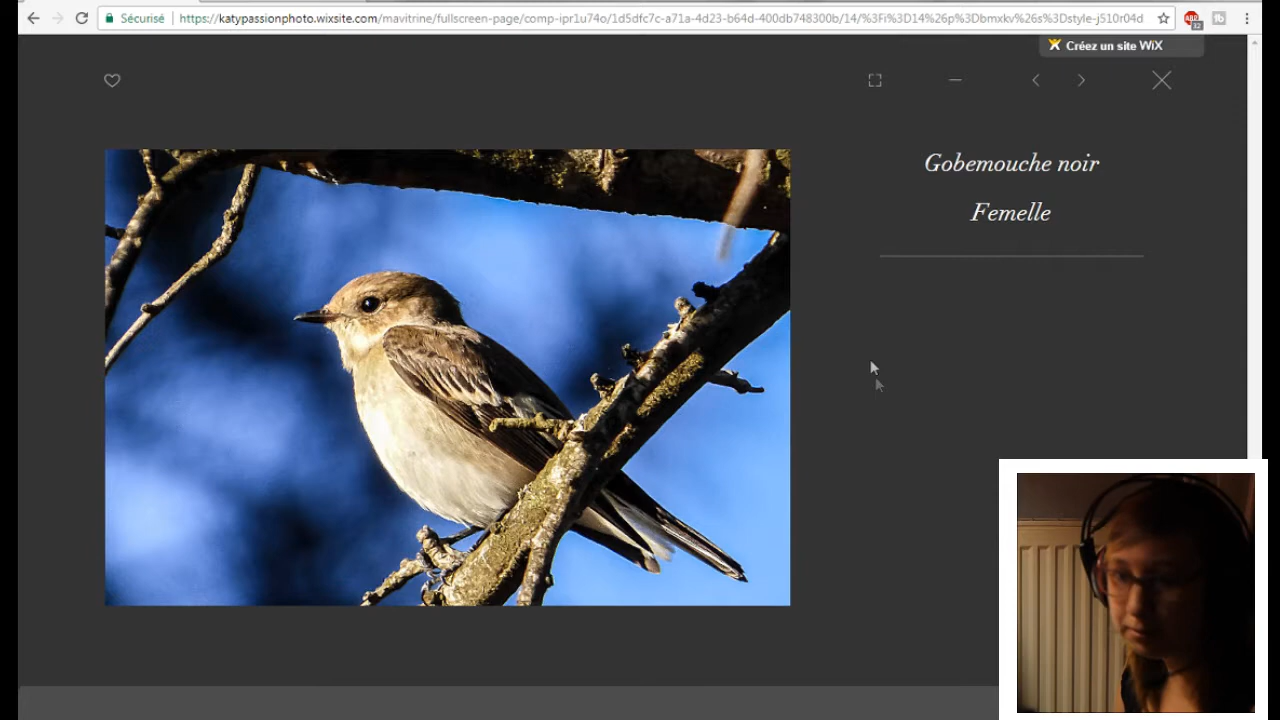 Sécurisé https://katypassionphoto.wixsite.com/mavitrine/fullscreen-page/comp-ipr1u74o/1d5dfc7c-a71a-4d23-b64d-400db748300b/14/%3Fi%3D14%26p%3Dbmxkv%26s%3Dstyle-j510r04d
Créez un site WiX
Gobemouche noir
Femelle